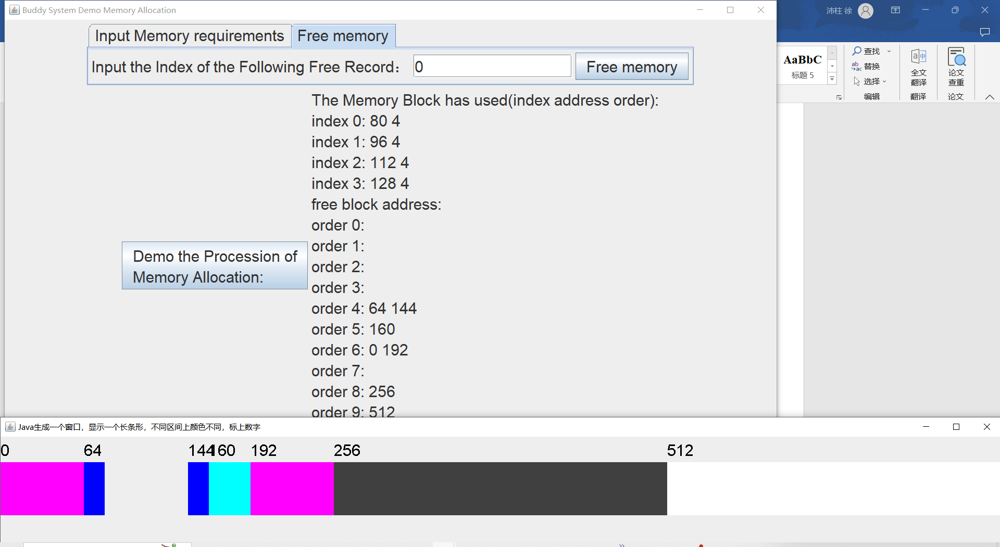 Buddy System Demo Memory Allocation
沛柱 徐
Input Memory requirements
Free memory
Input the Index of the Following Free Record：
0
Free memory
AaBbC
标题 5
查找
替换
选择
编辑
全文
翻译
翻译
论文
查重
论文
The Memory Block has used(index address order):
index 0: 80 4
index 1: 96 4
index 2: 112 4
index 3: 128 4
free block address:
order 0:
order 1:
order 2:
order 3:
order 4: 64 144
order 5: 160
order 6: 0 192
order 7:
order 8: 256
order 9: 512
Demo the Procession of
Memory Allocation:
Java生成一个窗口，显示一个长条形，不同区间上颜色不同，标上数字
0 64 144 160 192 256 512